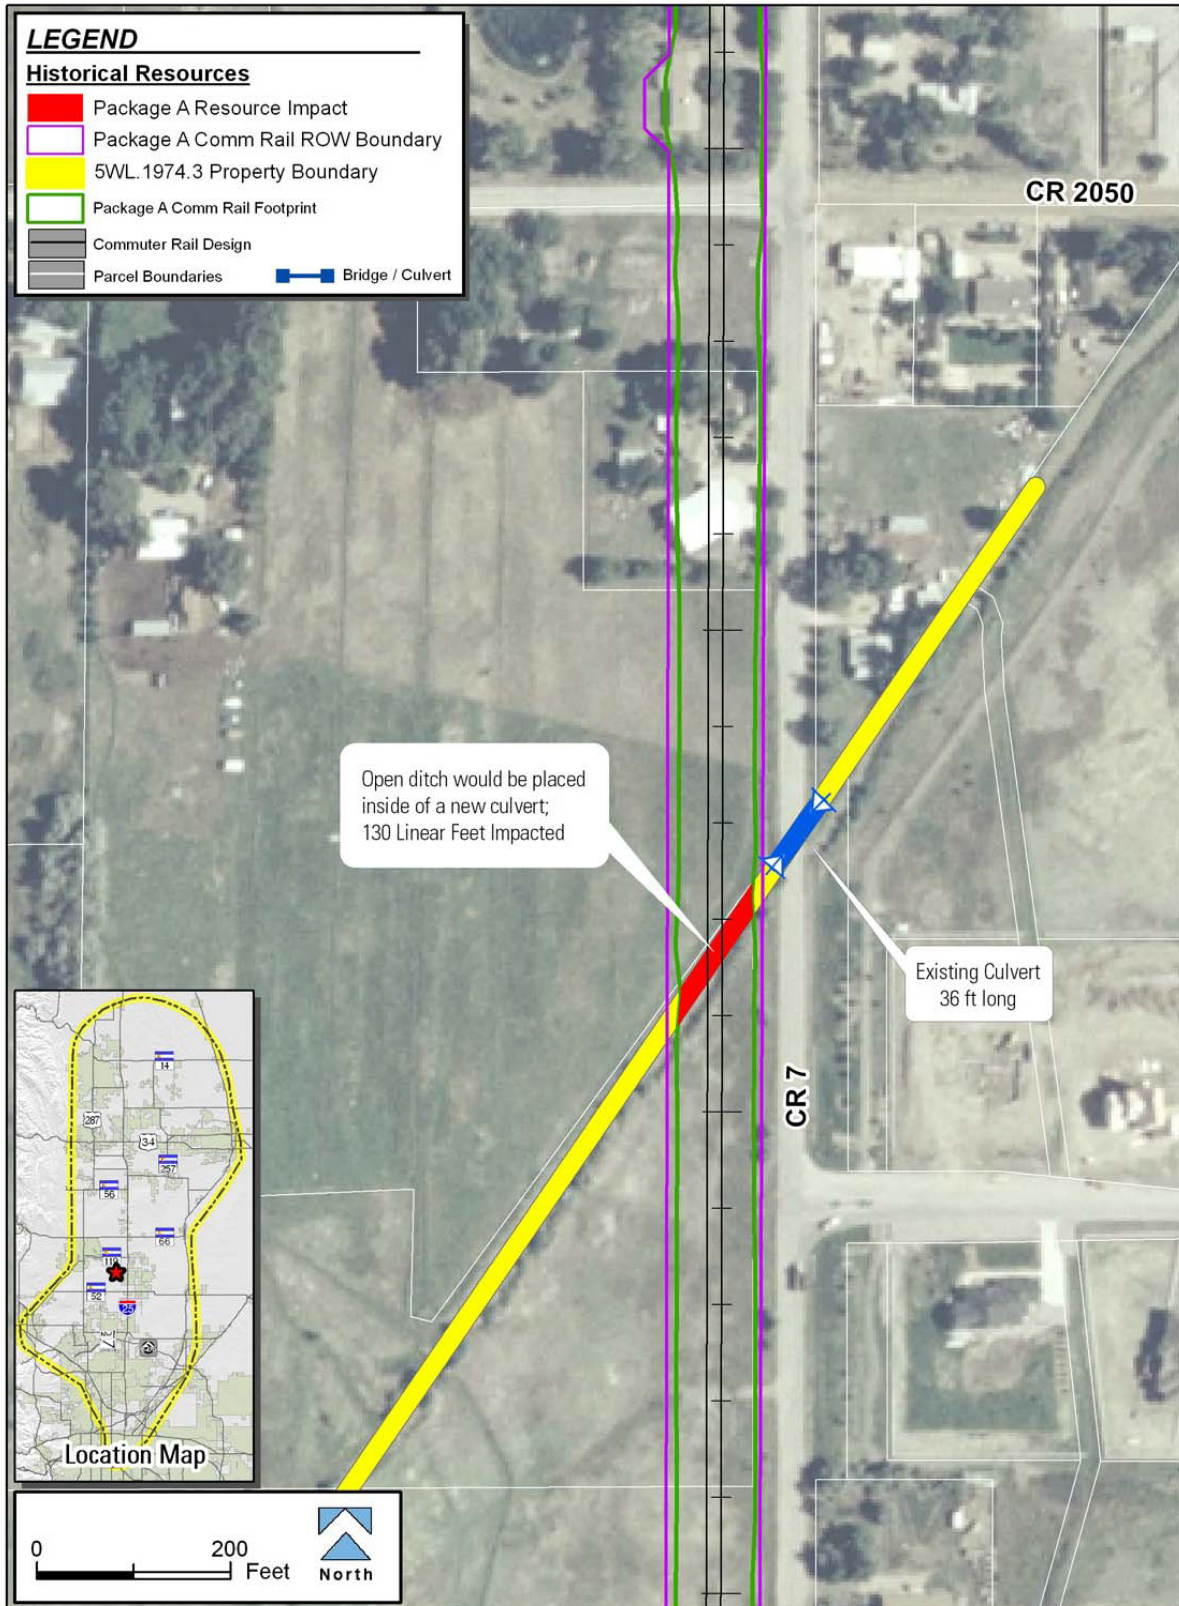 LEGEND
Historical Resources
Package A Resource Impact
Package A Comm Rail ROW Boundary
5WL.1974.3 Property Boundary
Package A Comm Rail Footprint
Commuter Rail Design
Parcel Boundaries
Bridge / Culvert
CR 2050
Open ditch would be placed
inside of a new culvert;
130 Linear Feet Impacted
Existing Culvert
36 ft long
CR 7
14
287
34
257
56
66
52
25
Location Map
0
200
Feet
North